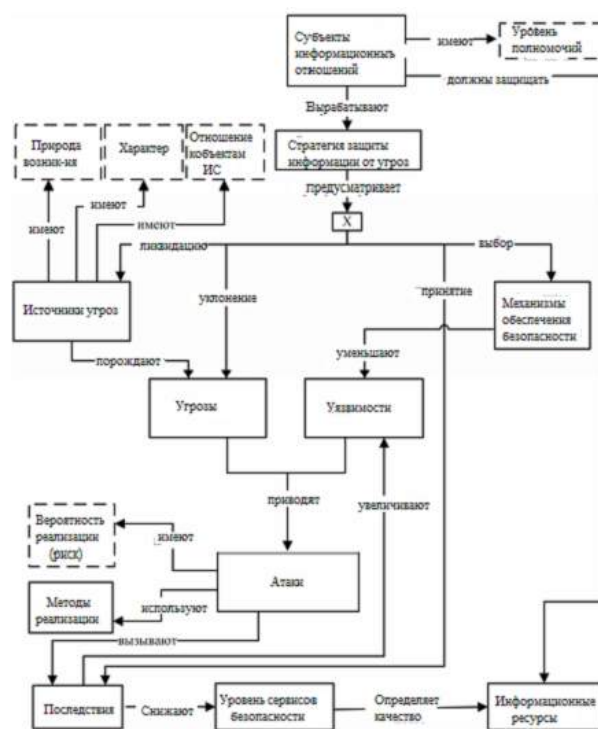 Субъекты
информационнъ
отношений
имеют
Уровень
полномочий
должны защищать
Вырабатывают
Стратегия защиты
информации от угроз
предусматривает
X
Природа
возник-ия
Характер
Отношение
кобъектам
ИС
имеют
имеют
имеют
ликвидацию
уклонение
принятие
выбор
Источники угроз
Механизмы
обеспечения
безопасности
порождают
уменьшают
Угрозы
Уязвимости
приводят
увеличивают
Вероятность
реализации
(риск)
имеют
Атаки
Методы
реализации
используют
вызывают
Последствия
Снижают
Уровень сервисов
безопасности
Определяет
качество
Информационные
ресурсы